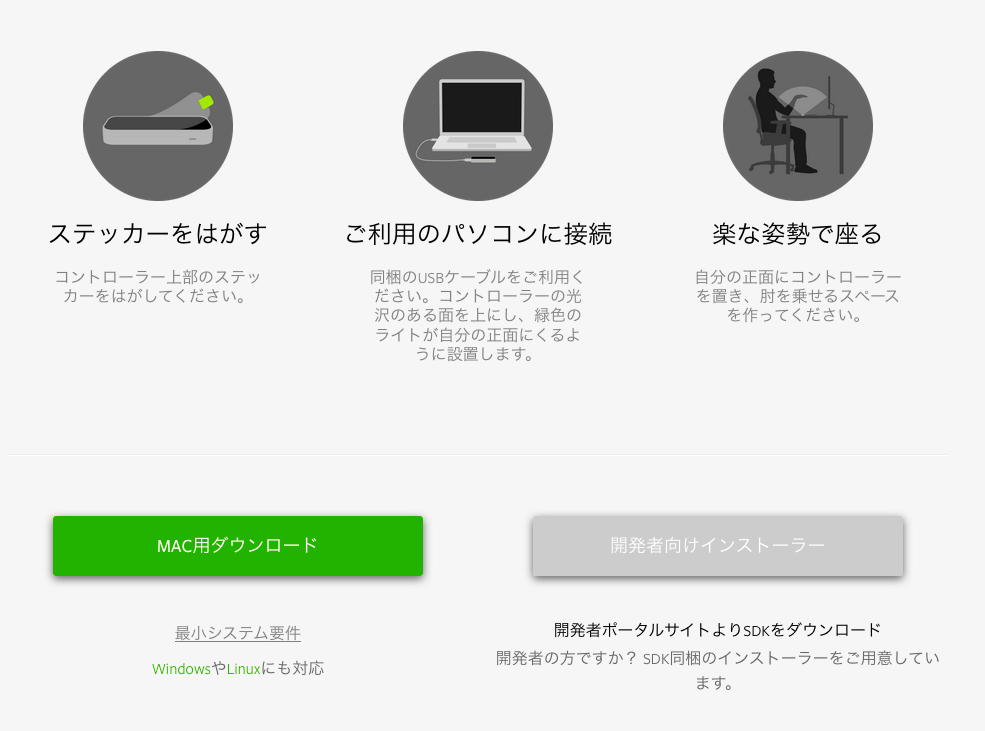 ステッカーをはがす
コントローラー上部のステッ
カーをはがしてください。
ご利用のパソコンに接続
同梱のUSBケーブルをご利用く
ださい。コントローラーの光
沢のある面を上にし、緑色の
ライトが自分の正面にくるよ
うに設置します。
楽な姿勢で座る
自分の正面にコントローラー
を置き、肘を乗せるスペース
を作ってください。
MAC用ダウンロード
最小システム要件
WindowsやLinuxにも対応
開発者向けインストーラー
開発者ポータルサイトよりSDKをダウンロード
開発者の方ですか？ SDK同梱のインストーラーをご用意してい
ます。